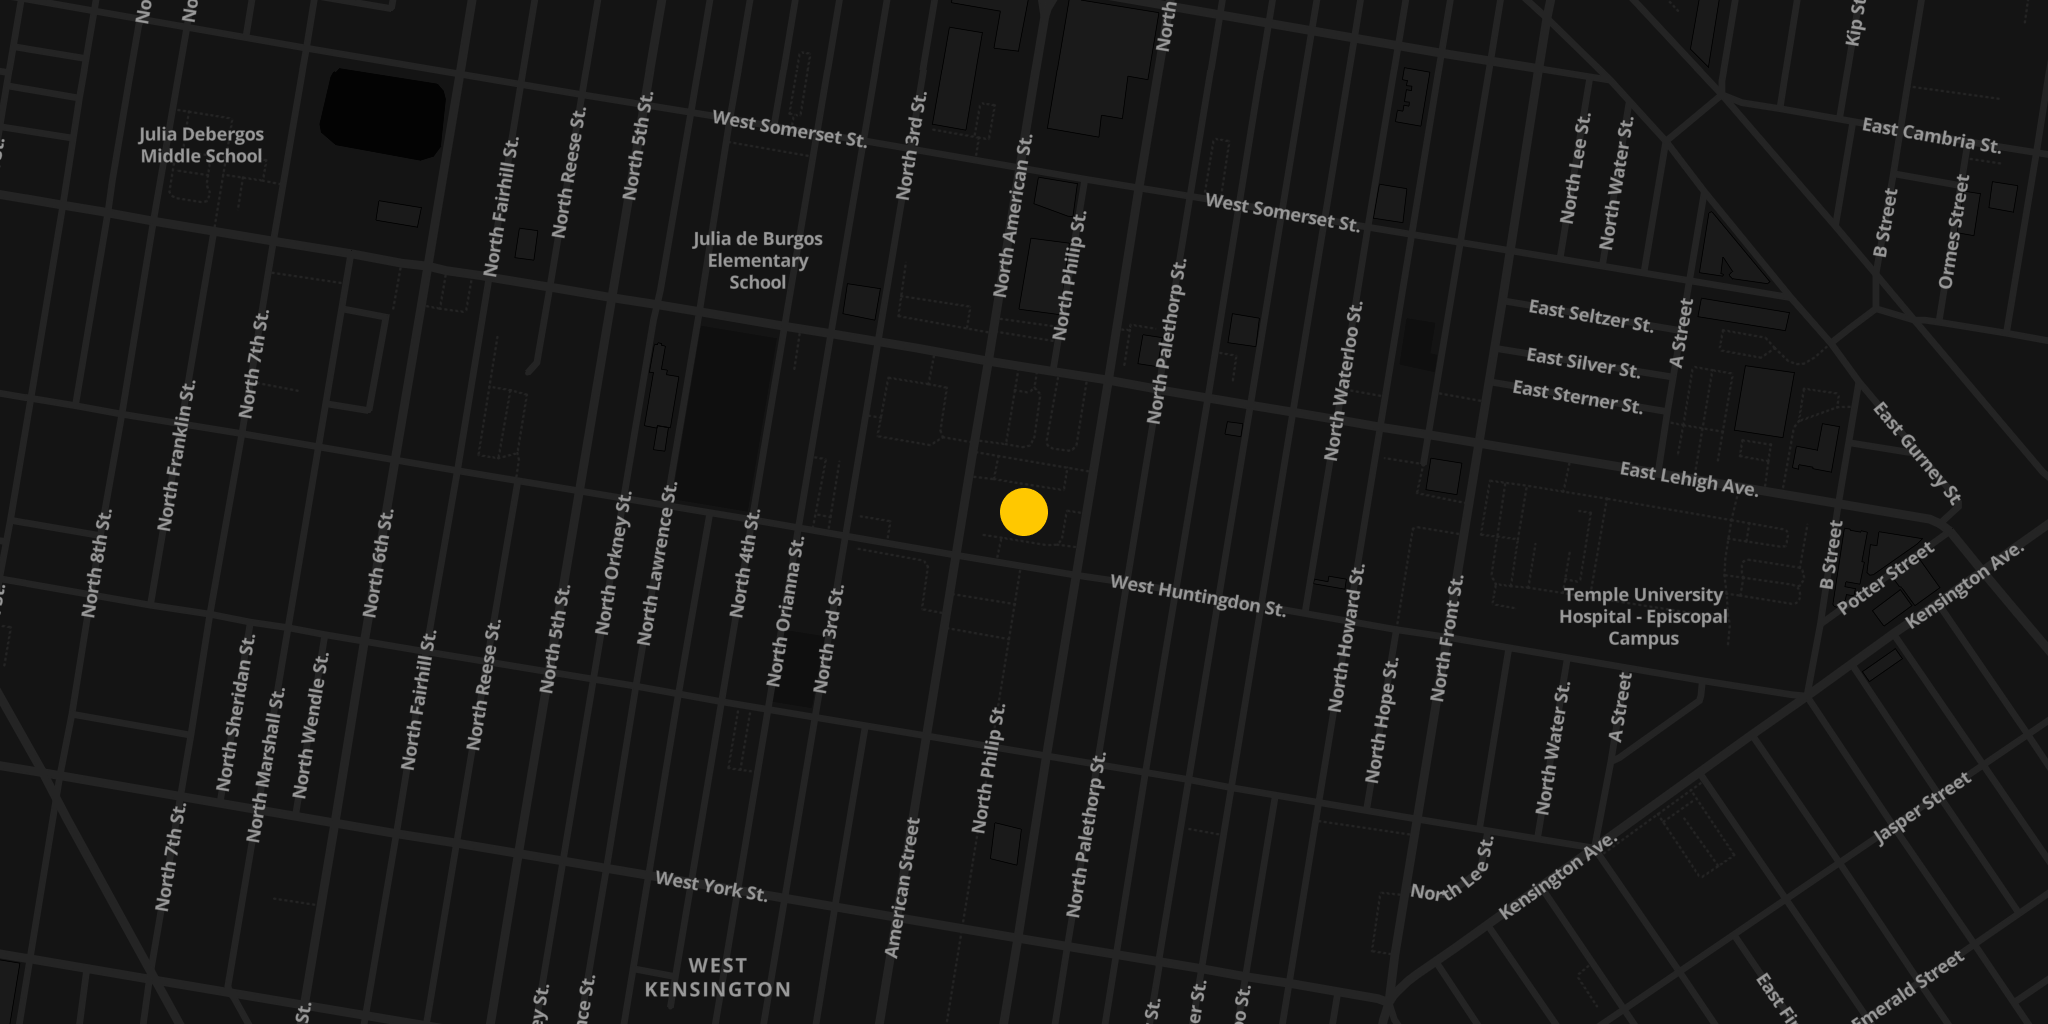 North
Kip St
Julia Debergos
Middle School
West Somerset St.
East Cambria St.
North 5th St.
North 3rd St.
North Reese St.
North Fairhill St.
North American St.
North Lee St.
North Water St.
B Street
Ormes Street
West Somerset St.
North Philip St.
Julia de Burgos
Elementary
School
North Palethorp St.
North 7th St.
North Waterloo St.
East Seltzer St.
A Street
East Silver St.
East Sterner St.
North Franklin St.
East Gurney St
East Lehigh Ave.
North 8th St.
North 6th St.
North Orkney St.
North Lawrence St.
North 4th St.
North Orianna St.
North 3rd St.
North 5th St.
West Huntingdon St.
North Howard St.
North Front St.
Temple University
Hospital - Episcopal
Campus
B Street
Potter Street
Kensington Ave.
North Sheridan St.
North Marshall St.
North Wendle St.
North Fairhill St.
North Reese St.
North Hope St.
North Water St.
A Street
North Philip St.
North Palethorp St.
North 7th St.
American Street
West York St.
North Lee St.
Kensington Ave.
Jasper Street
Emerald Street
WEST
KENSINGTON
East
St.
St.
St.
St.
St.
St.